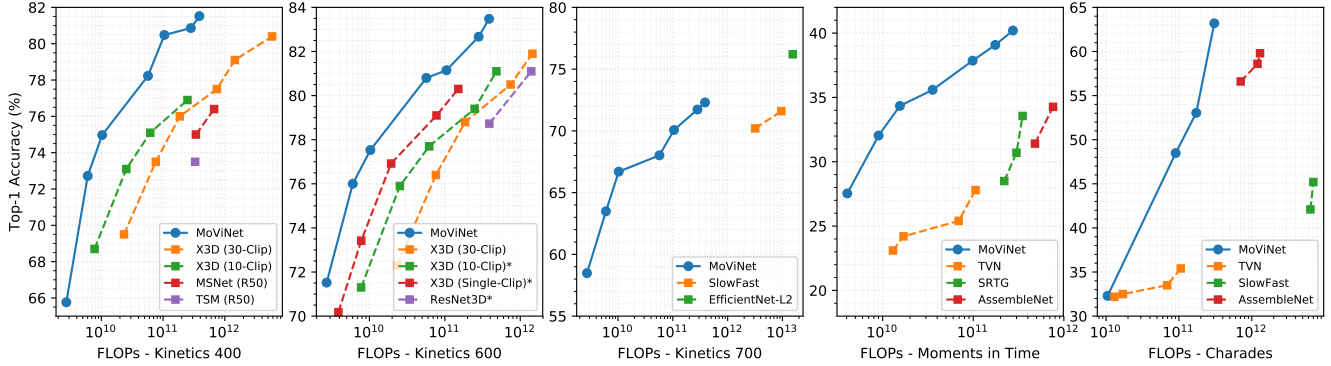 Top-1 Accuracy (%)
82
80
78
76
74
72
70
68
66
MoViNet
X3D (30-Clip)
X3D (10-Clip)
MSNet (R50)
TSM (R50)
10^10
10^11
10^12
FLOPs - Kinetics 400
84
82
80
78
76
74
72
70
MoViNet
X3D (30-Clip)
X3D (10-Clip)*
X3D (Single-Clip)*
ResNet3D*
10^10
10^11
10^12
FLOPs - Kinetics 600
80
75
70
65
60
55
MoViNet
SlowFast
EfficientNet-L2
10^10
10^11
10^12
10^13
FLOPs - Kinetics 700
40
35
30
25
20
MoViNet
TVN
SRTG
AssembleNet
10^10
10^11
10^12
FLOPs - Moments in Time
65
60
55
50
45
40
35
30
MoViNet
TVN
SlowFast
AssembleNet
10^10
10^11
10^12
FLOPs - Charades